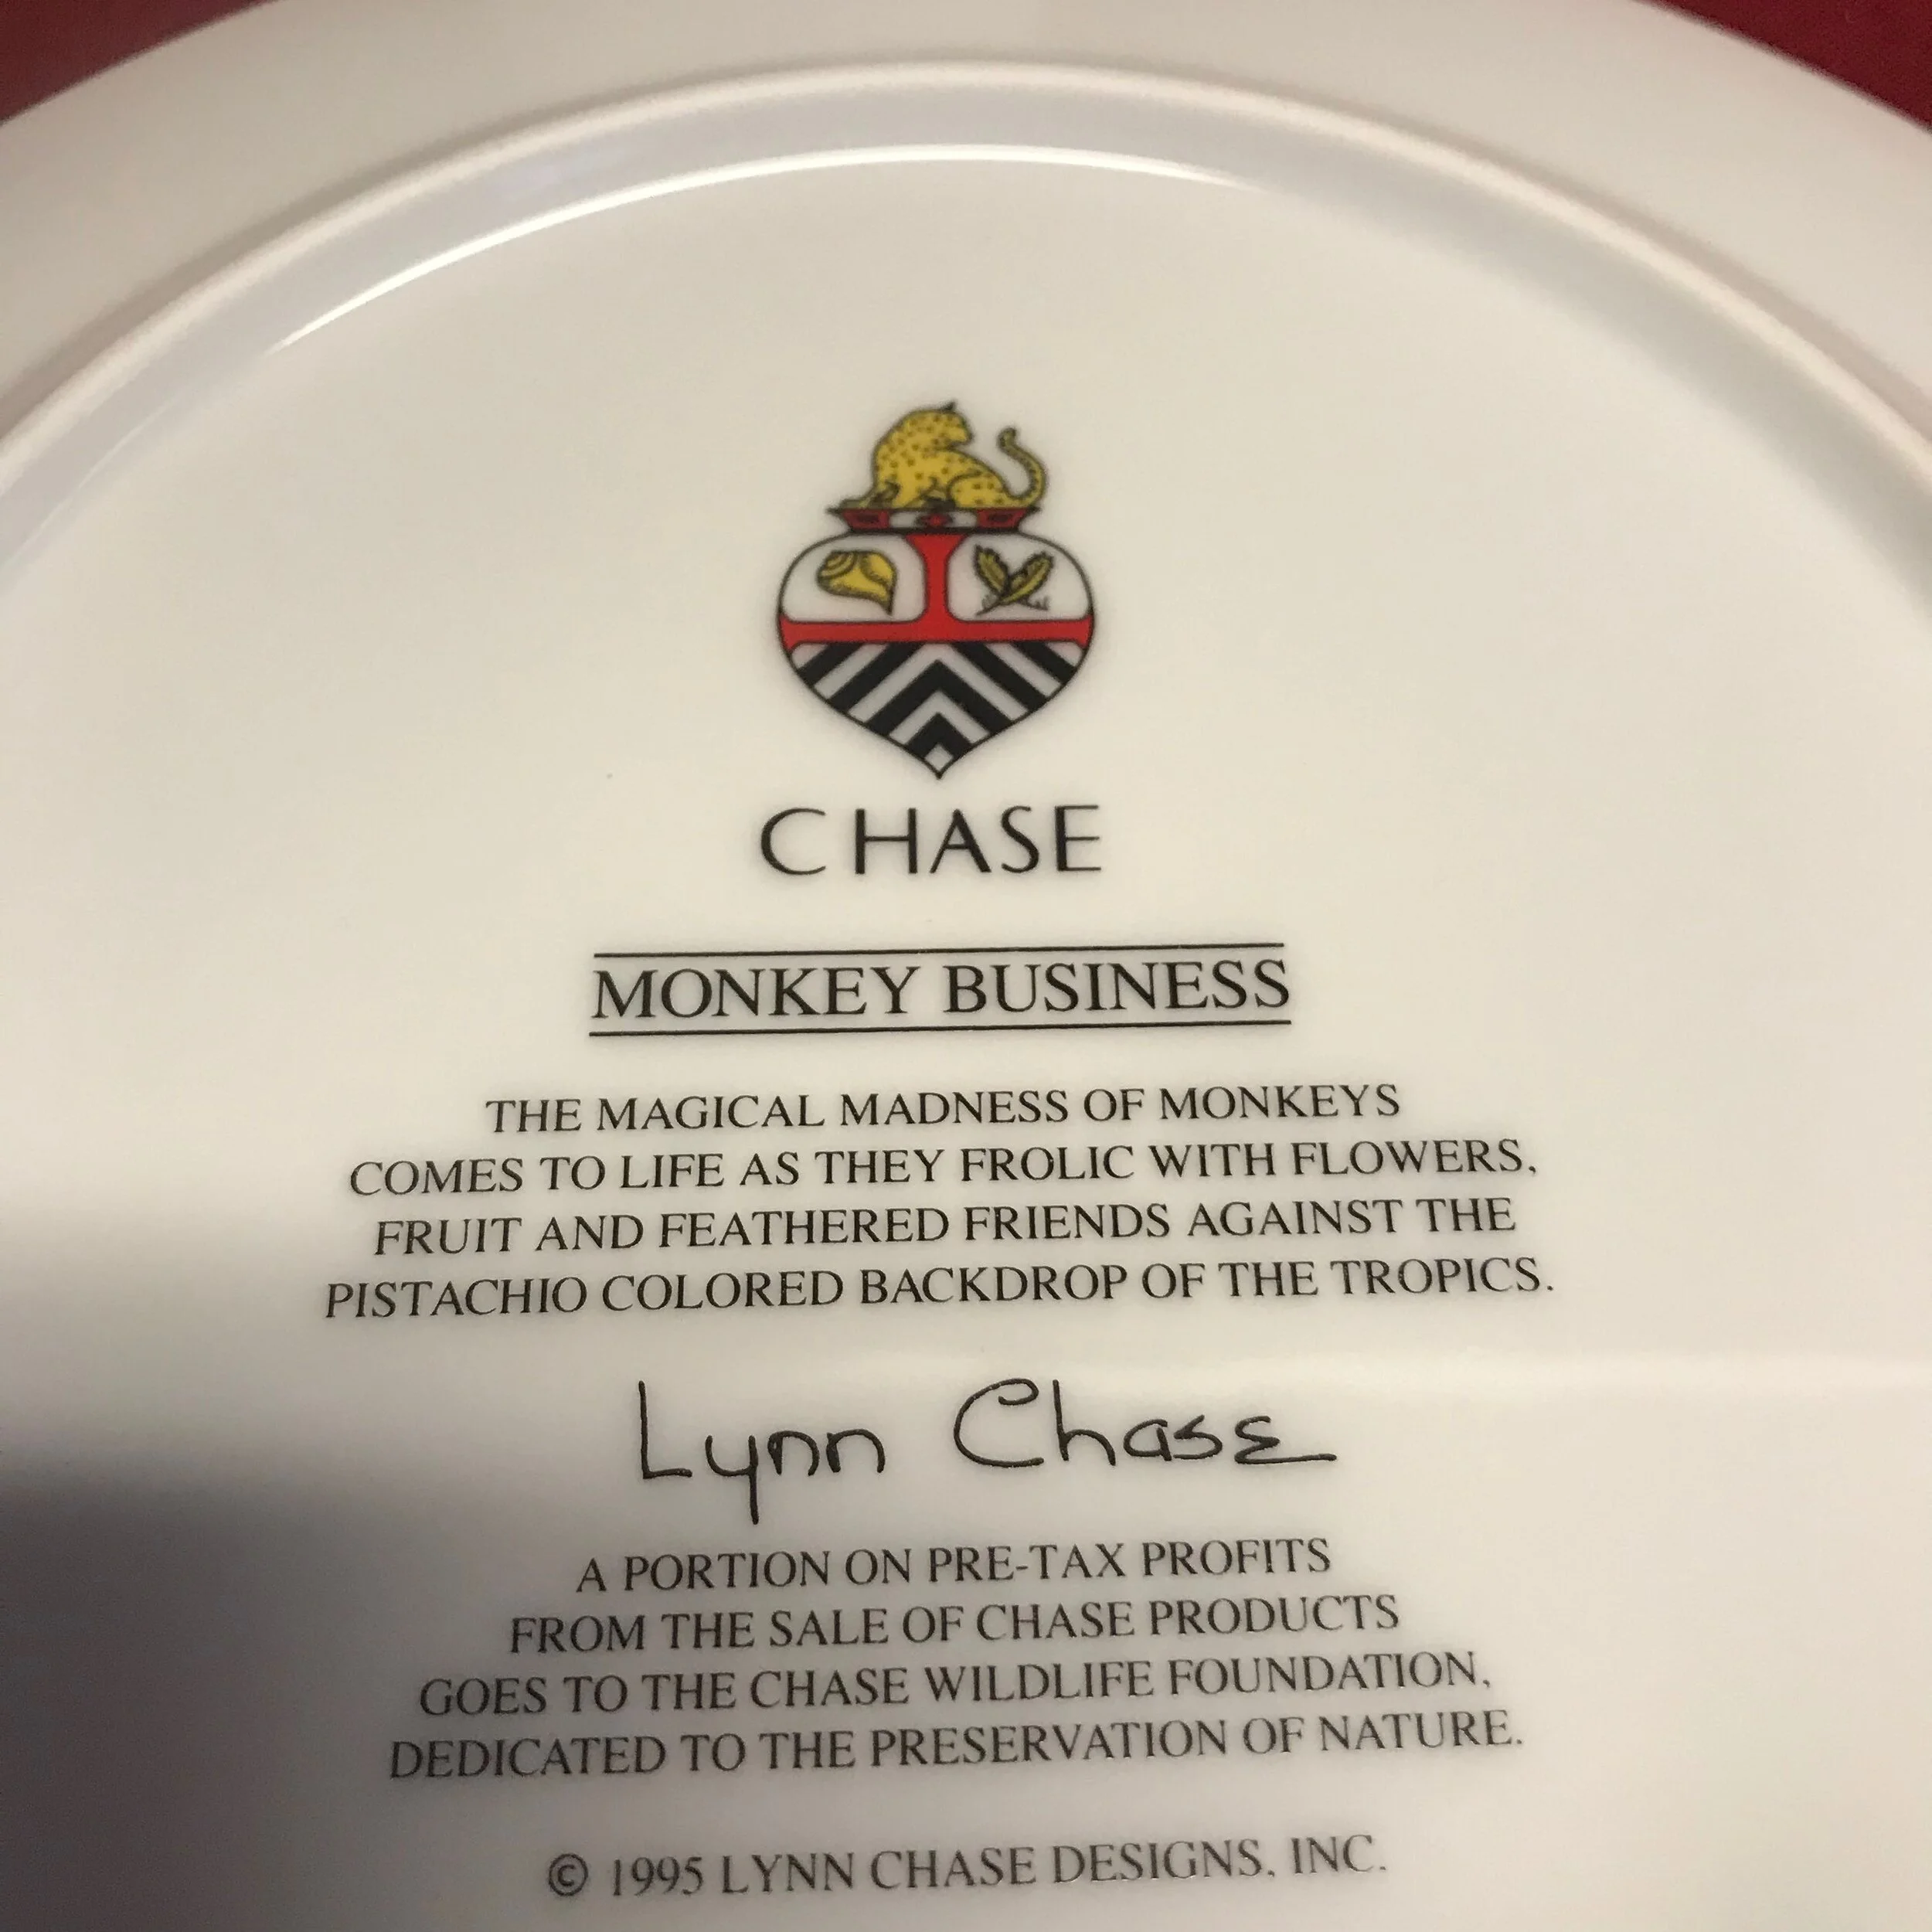 CHASE
MONKEY BUSINESS
THE MAGICAL MADNESS OF MONKEYS
COMES TO LIFE AS THEY FROLIC WITH FLOWERS,
FRUIT AND FEATHERED FRIENDS AGAINST THE
PISTACHIO COLORED BACKDROP OF THE TROPICS.
Lynn Chase
A PORTION ON PRE-TAX PROFITS
FROM THE SALE OF CHASE PRODUCTS
GOES TO THE CHASE WILDLIFE FOUNDATION,
DEDICATED TO THE PRESERVATION OF NATURE.
© 1995 LYNN CHASE DESIGNS, INC.